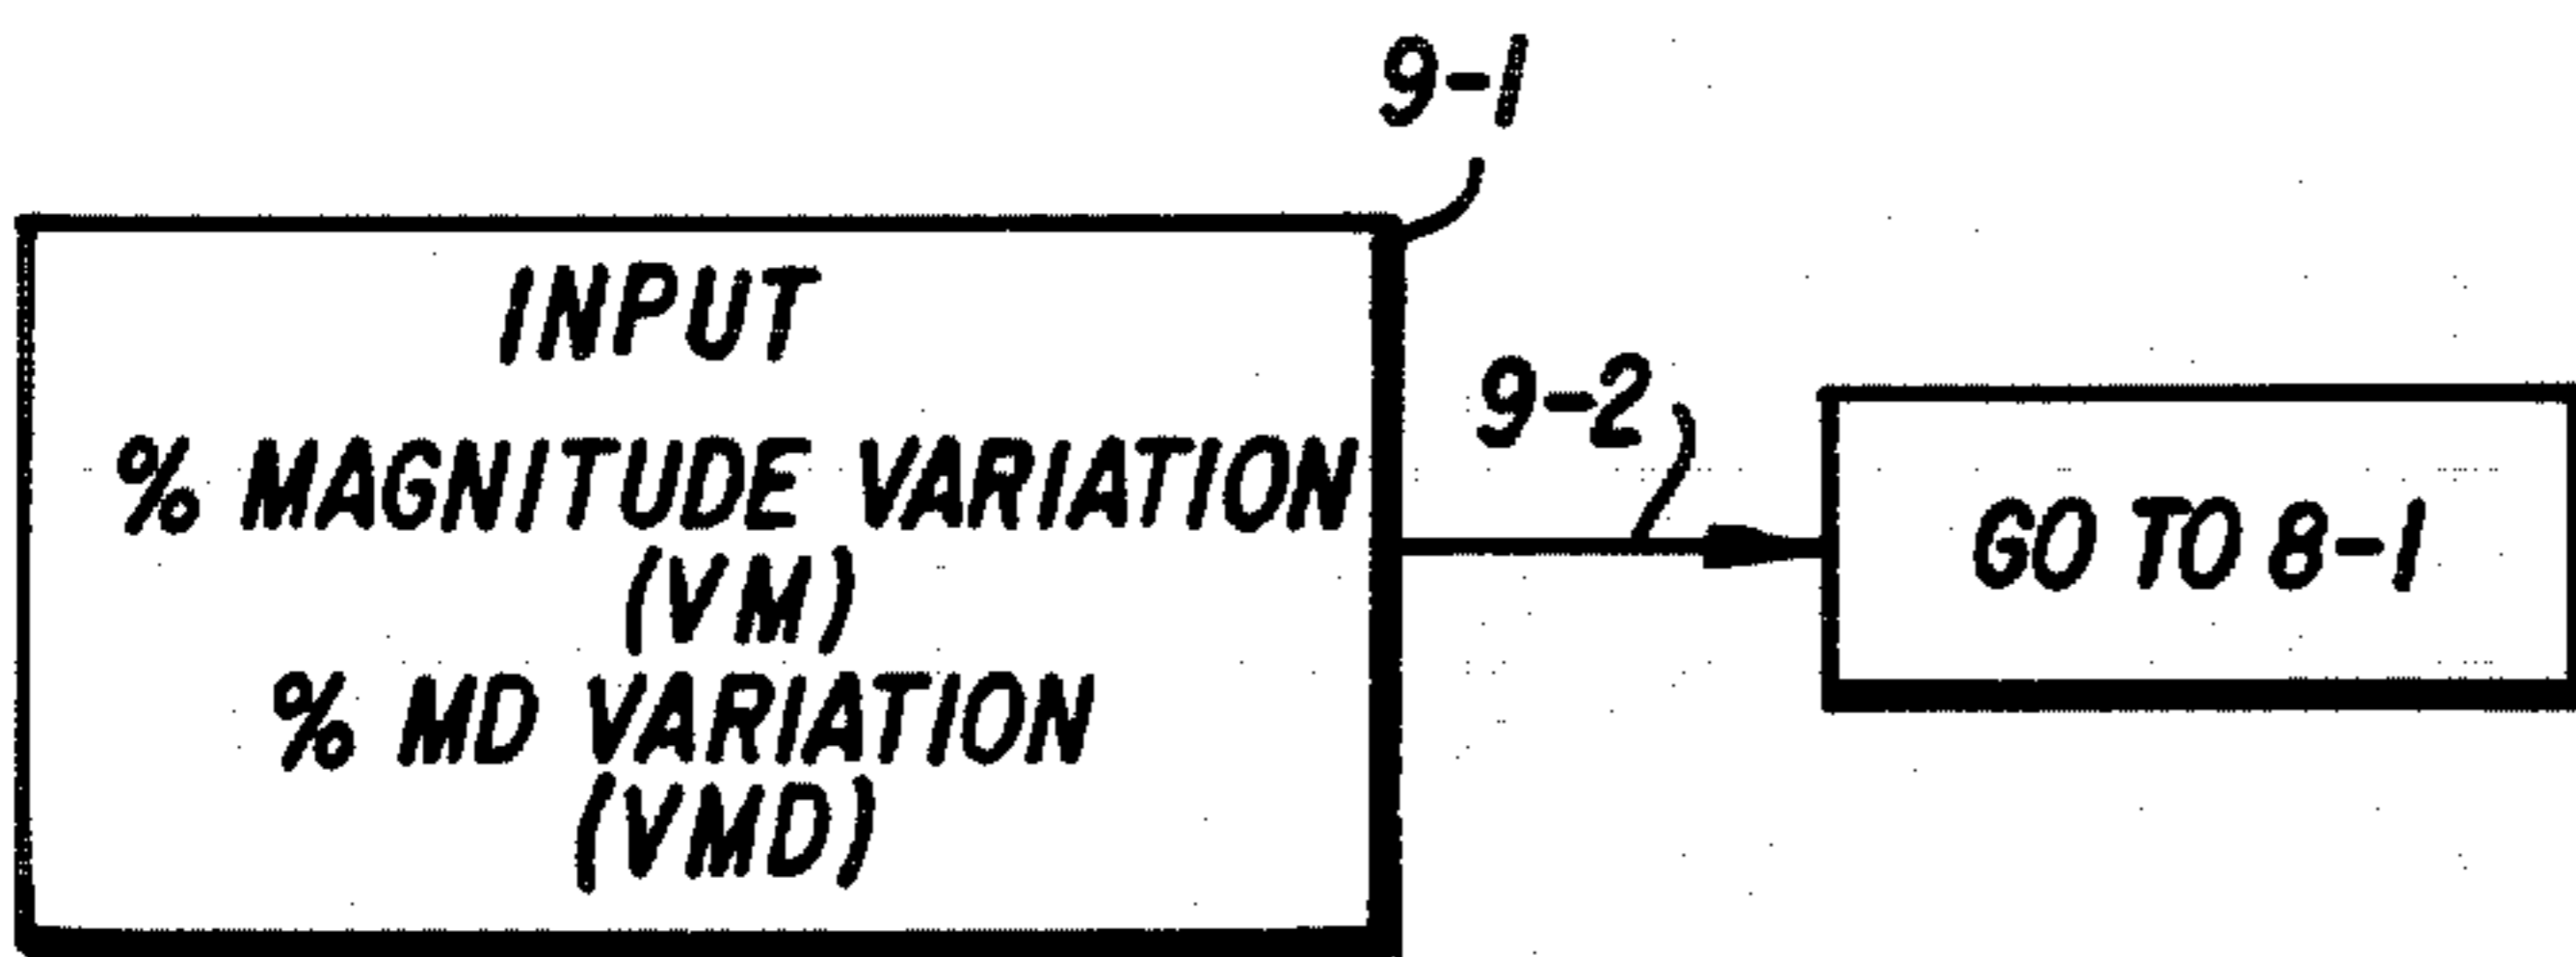 9-1
INPUT
% MAGNITUDE VARIATION
(VM)
% MD VARIATION
(VMD)
9-2
GO TO 8-1